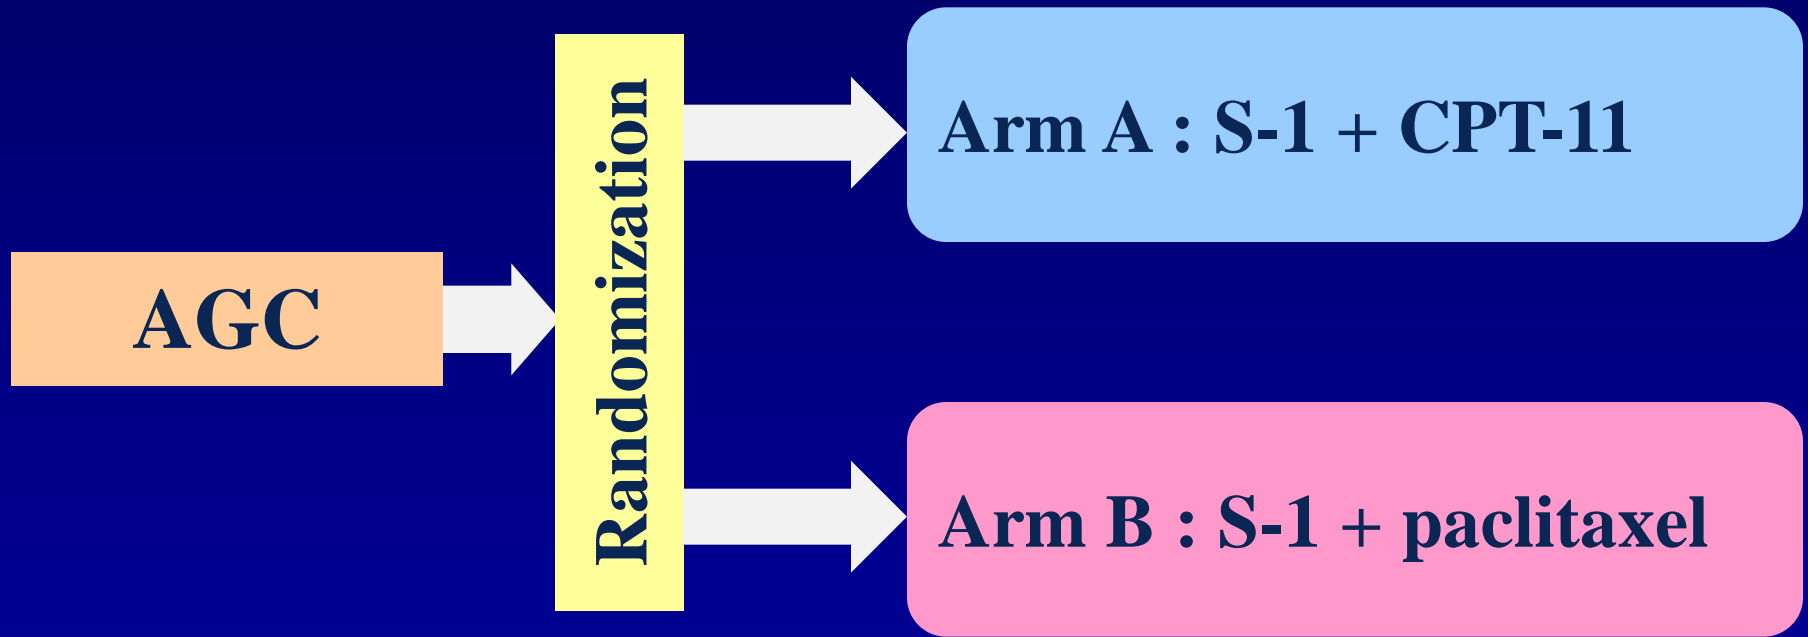 AGC
Randomization
Arm A : S-1 + CPT-11
Arm B : S-1 + paclitaxel